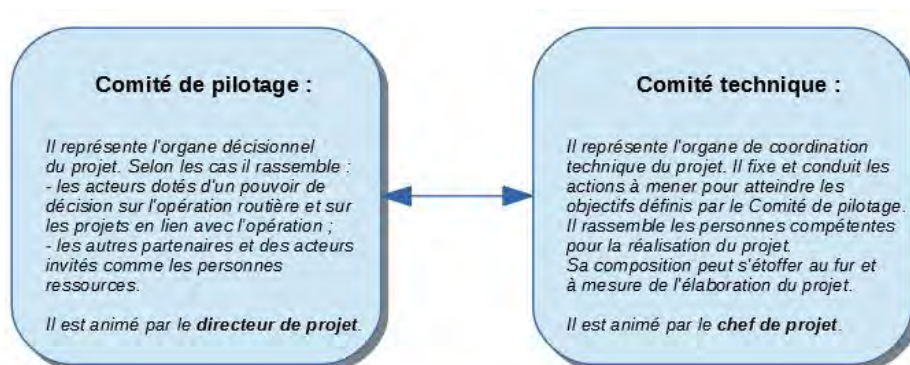 Comité de pilotage :
Il représente l'organe décisionnel
du projet. Selon les cas il rassemble :
- les acteurs dotés d'un pouvoir de
décision sur l'opération routière et sur
les projets en lien avec l'opération ;
- les autres partenaires et des acteurs
invités comme les personnes
ressources.
Il est animé par le directeur de projet.
Comité technique :
Il représente l'organe de coordination
technique du projet. Il fixe et conduit les
actions à mener pour atteindre les
objectifs définis par le Comité de pilotage.
Il rassemble les personnes compétentes
pour la réalisation du projet.
Sa composition peut s'étoffer au fur et
à mesure de l'élaboration du projet.
Il est animé par le chef de projet.